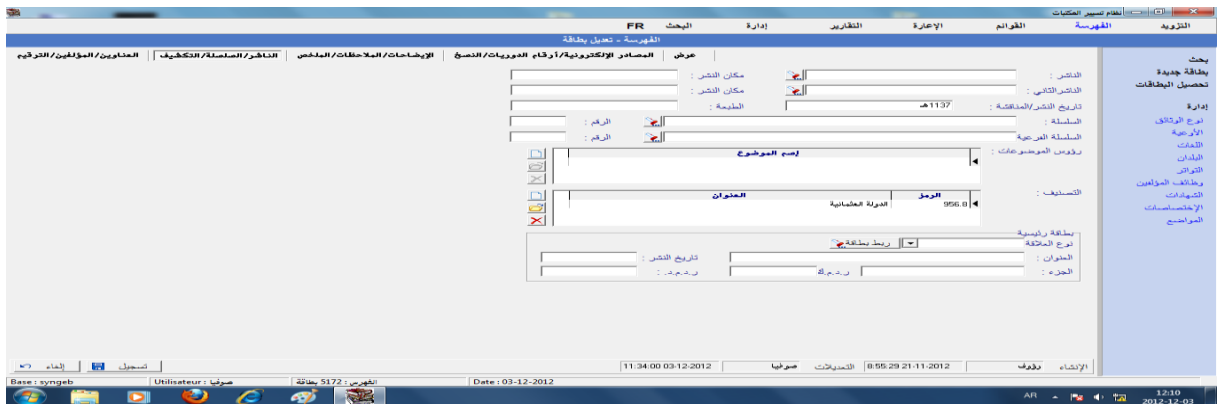 نظام تسيير المكتبات
التزويد الفهرسة القوائم الإعارة التقارير إدارة البحث FR
الفهرسة - تعديل بطاقة
العناوين/المؤلفين/الترقيم الناشر/السلسلة/التكشيف الإيضاحات/الملاحظات/الملخص المصادر الإلكترونية/أرقام الدوريات/النسخ عرض
بحث
بطاقة جديدة
تحصيل البطاقات
إدارة
نوع الوثائق
الأوعية
اللغات
البلدان
التواتر
وظائف المؤلفين
الشهادات
الإختصاصات
المواضيع
الناشر : مكان النشر :
الناشر الثاني : مكان النشر :
تاريخ النشر/المناقشة : 1137هـ الطبعة :
السلسلة : الرقم :
السلسلة الفرعية : الرقم :
رؤوس الموضوعات : إسم الموضوع
التصنيف : الرمز العنوان
956.8 الدولة العثمانية
بطاقة رئيسية
نوع العلاقة ربط بطاقة
العنوان : تاريخ النشر :
الجزء : ر.د.م.ك ر.د.م.د. :
الإنشاء رؤوف 8:55:29 21-11-2012 التعديلات صوفيا 11:34:00 03-12-2012 تسجيل إلغاء
Base : syngeb Utilisateur : صوفيا الفهرس : 5172 بطاقة Date : 03-12-2012
AR 12:10
2012-12-03